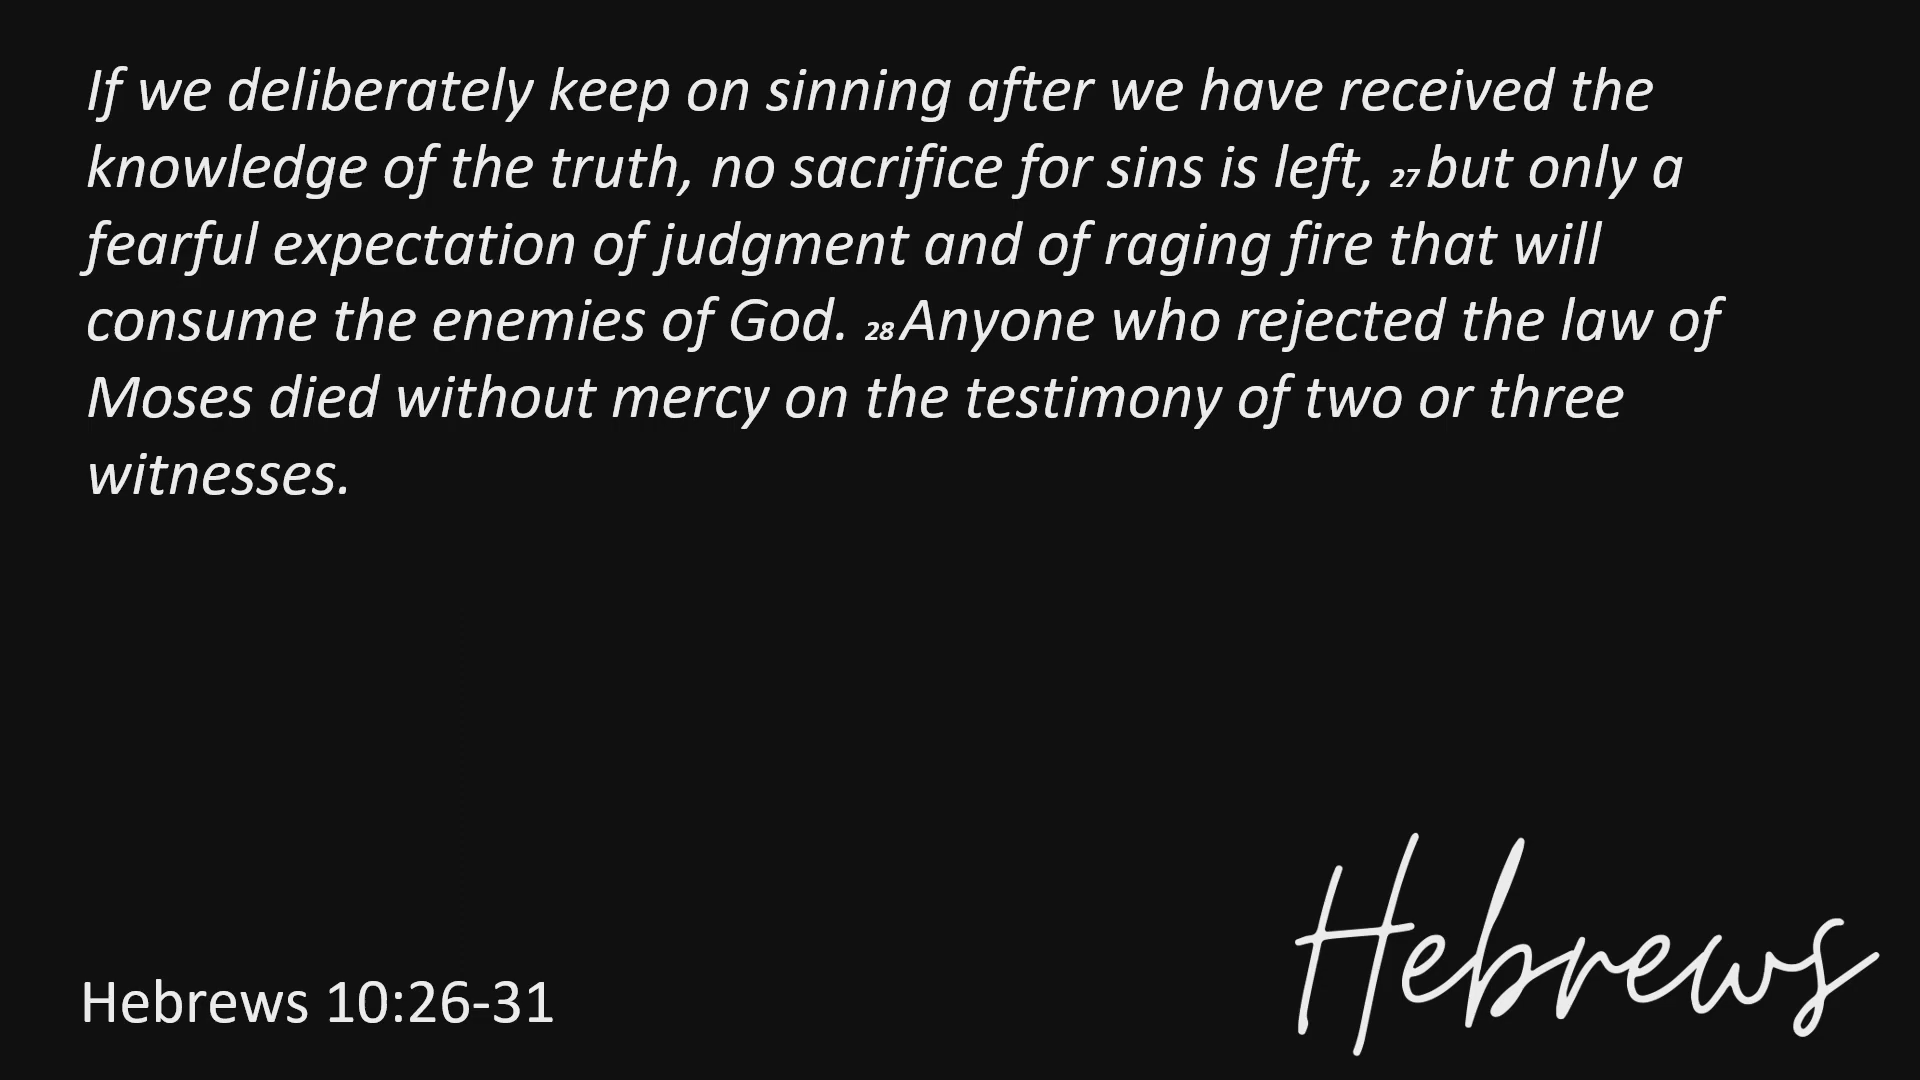 If we deliberately keep on sinning after we have received the
knowledge of the truth, no sacrifice for sins is left, 27 but only a
fearful expectation of judgment and of raging fire that will
consume the enemies of God. 28 Anyone who rejected the law of
Moses died without mercy on the testimony of two or three
witnesses.
Hebrews 10:26-31
Hebrews